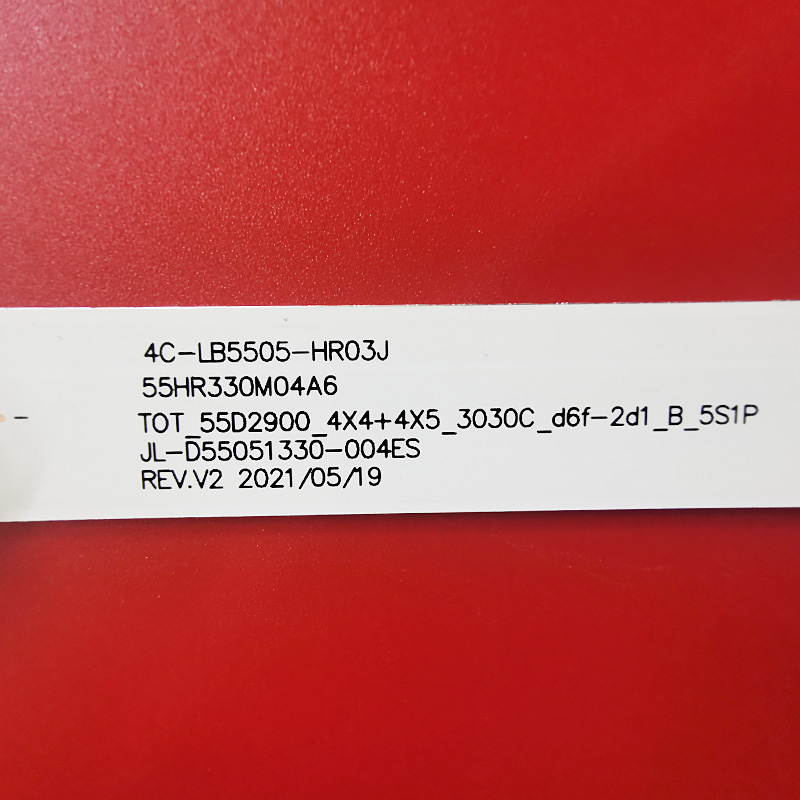 4C-LB5505-HR03J
55HR330M04A6
TOT_55D2900_4X4+4X5_3030C_d6f-2d1_B_5S1P
JL-D55051330-004ES
REV.V2 2021/05/19